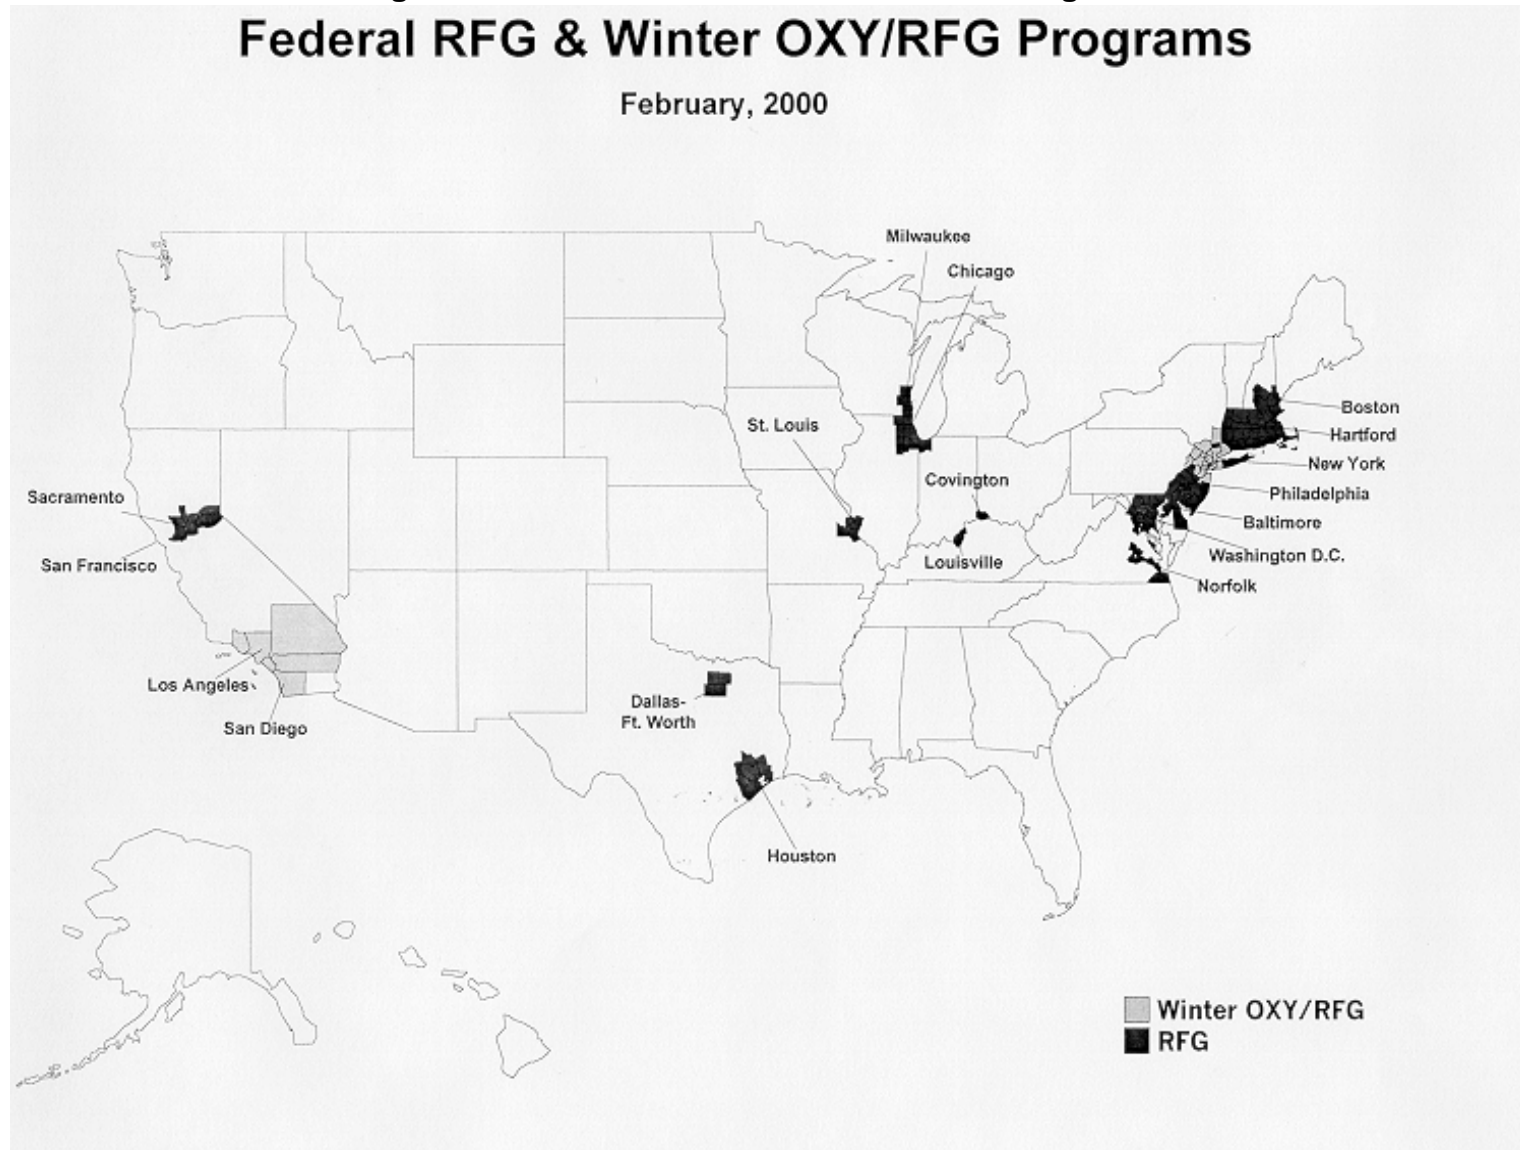 Federal RFG & Winter OXY/RFG Programs
February, 2000
Milwaukee
Chicago
Boston
St. Louis
Hartford
New York
Covington
Sacramento
Philadelphia
Baltimore
Washington D.C.
San Francisco
Louisville
Norfolk
Los Angeles
Dallas-
Ft. Worth
San Diego
Houston
Winter OXY/RFG
RFG